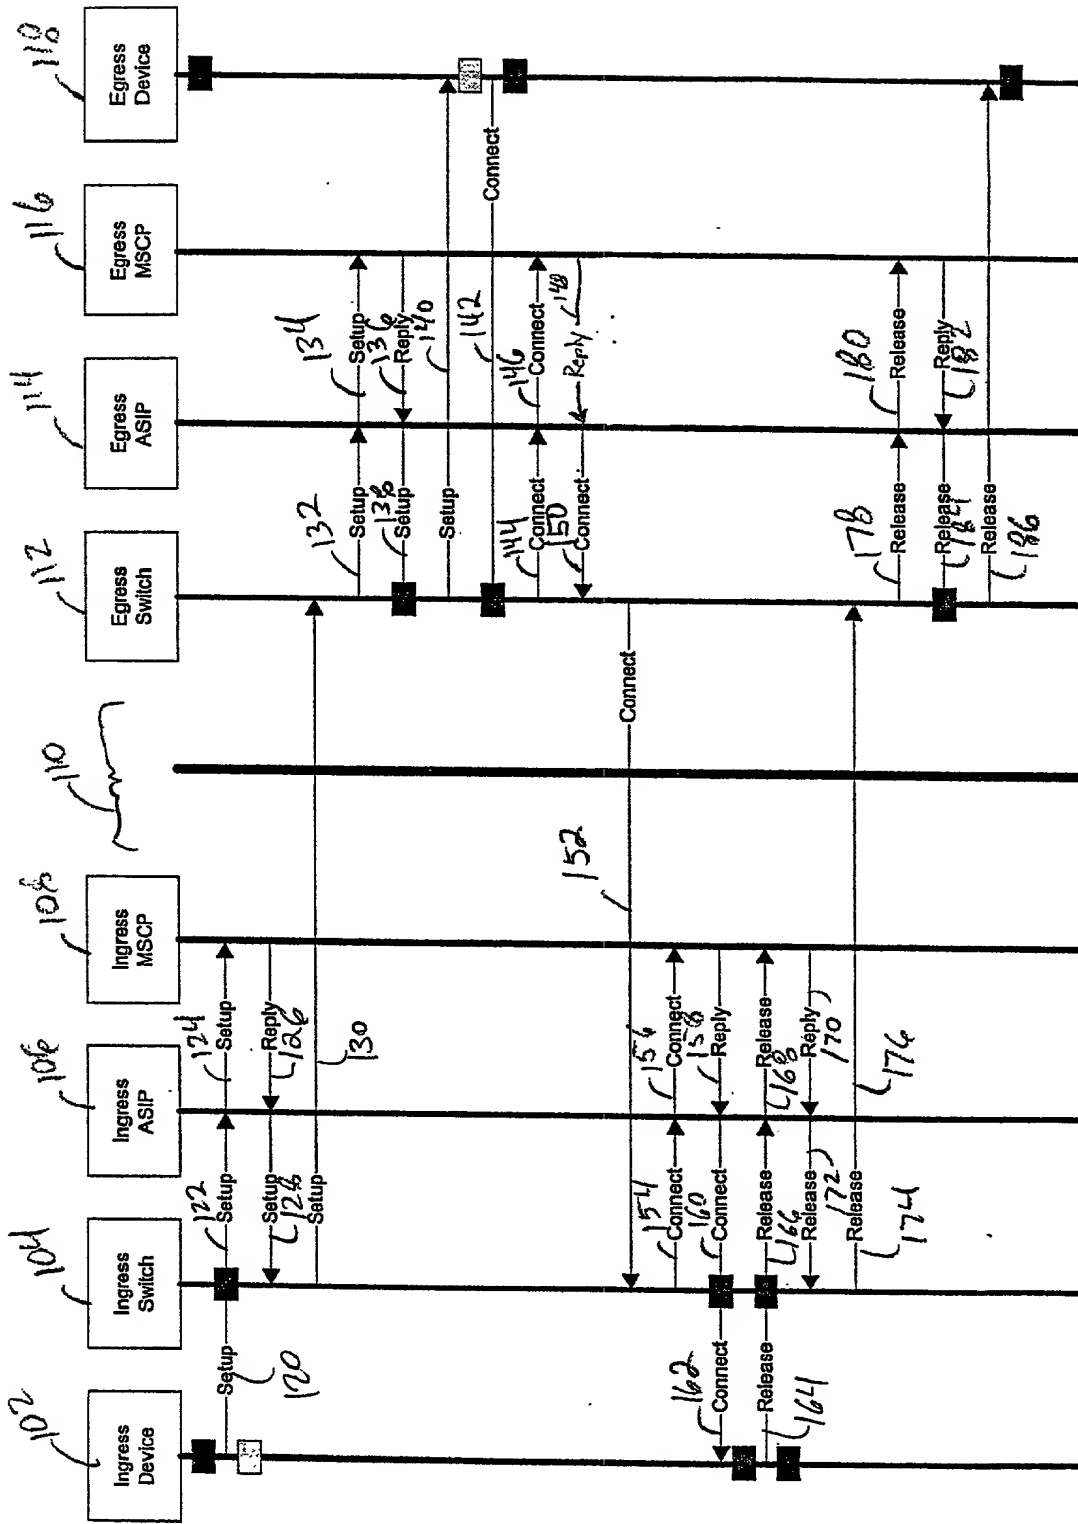 102
104
106
108
110
112
114
116
118
Ingress
Device
Ingress
Switch
Ingress
ASIP
Ingress
MSCP
Egress
Switch
Egress
ASIP
Egress
MSCP
Egress
Device
122
124
Setup
Setup
Setup
120
Setup
Reply
128
126
Setup
130
132
134
Setup
Setup
138
136
Setup
Reply
140
Setup
142
Connect
144
146
Connect
Connect
150
148
Connect
Reply
152
Connect
154
156
Connect
Connect
162
160
158
Connect
Connect
Reply
Release
Release
Release
164
166
168
Release
Reply
172
170
Release
174
176
178
180
Release
Release
Release
Reply
184
182
Release
186